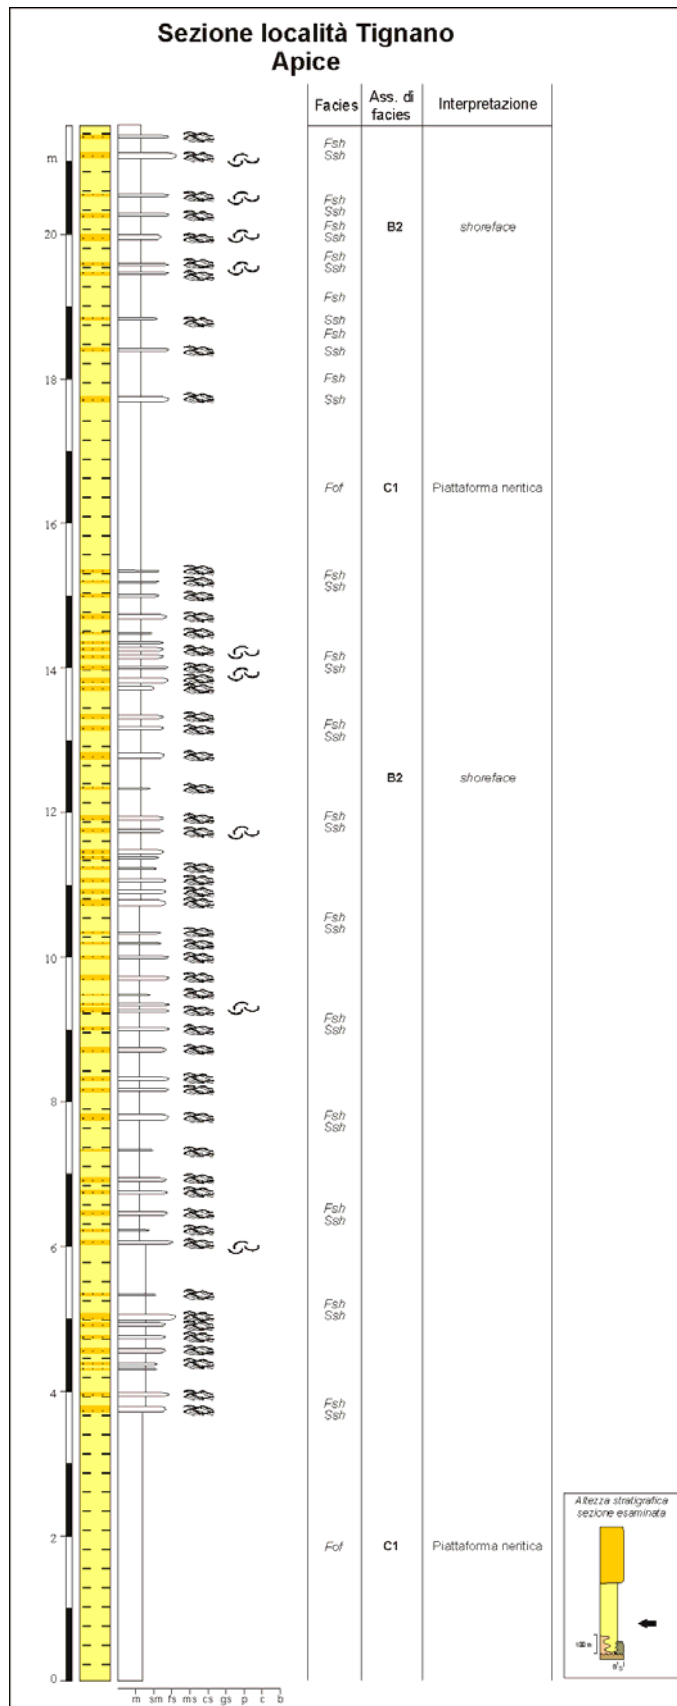 Sezione località Tignano
Apice
Facies
Ass. di
facies
Interpretazione
m
Fsh
Ssh
Fsh
Ssh
20
Fsh
B2
shoreface
Ssh
Fsh
Ssh
Fsh
Ssh
Fsh
Ssh
18
Fsh
Ssh
Fof
C1
Piattaforma neritica
16
Fsh
Ssh
14
Fsh
Ssh
Fsh
Ssh
B2
shoreface
12
Fsh
Ssh
Fsh
Ssh
10
Fsh
Ssh
8
Fsh
Ssh
Fsh
Ssh
6
Fsh
Ssh
4
Fsh
Ssh
2
Fof
C1
Piattaforma neritica
0
m sm fs ms cs gs p c b
Altezza stratigrafica
sezione esaminata